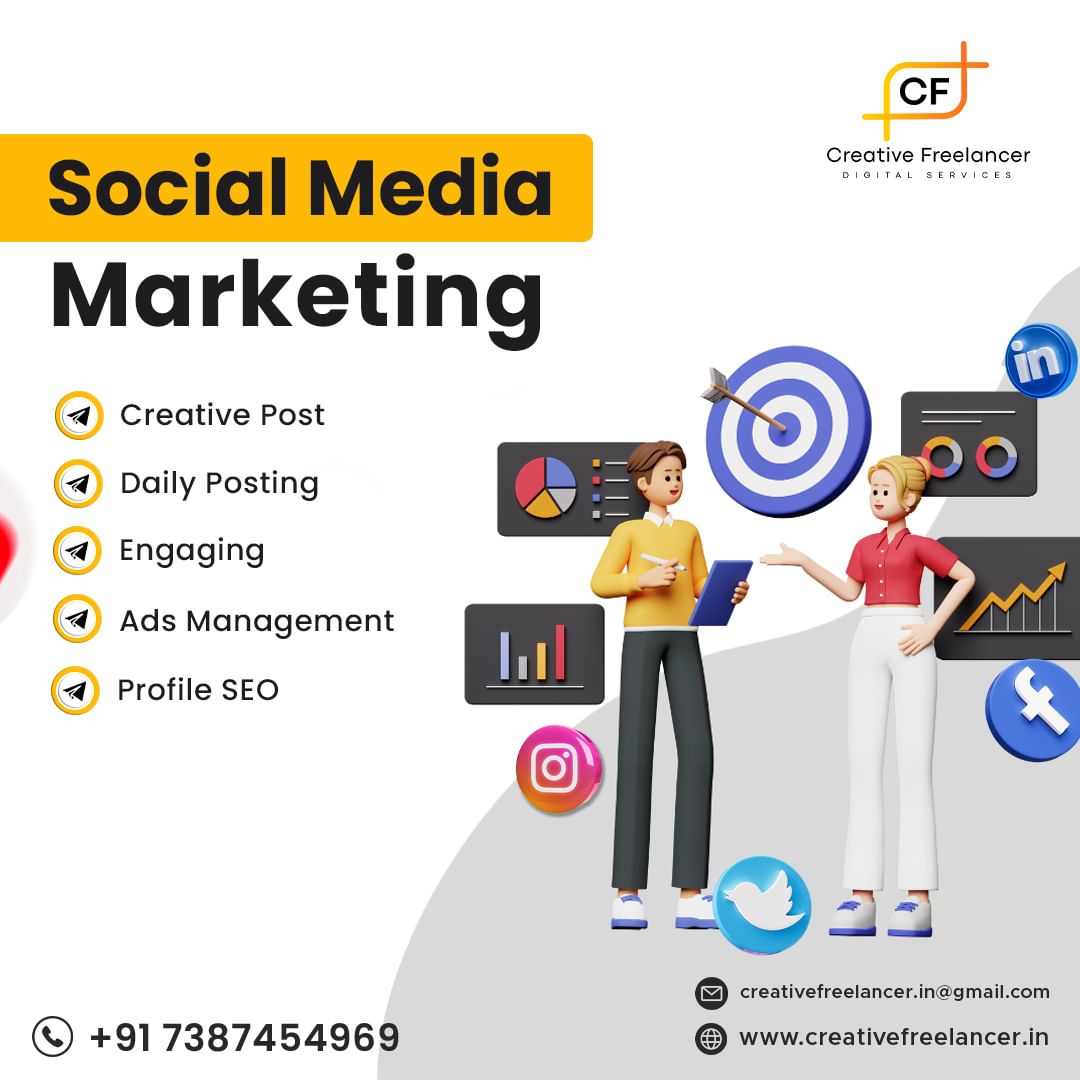 CF
Creative Freelancer
DIGITAL SERVICES
Social Media
Marketing
Creative Post
Daily Posting
Engaging
Ads Management
Profile SEO
in
f
+91 7387454969
creativefreelancer.in@gmail.com
www.creativefreelancer.in